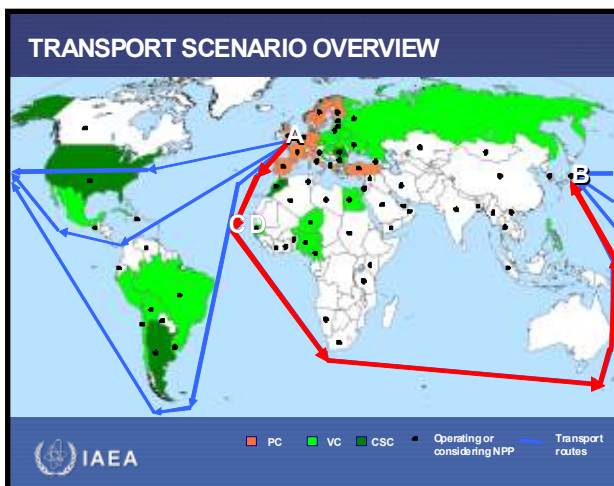 TRANSPORT SCENARIO OVERVIEW
A
B
C D
PC
VC
CSC
Operating or
considering NPP
Transport
routes
IAEA